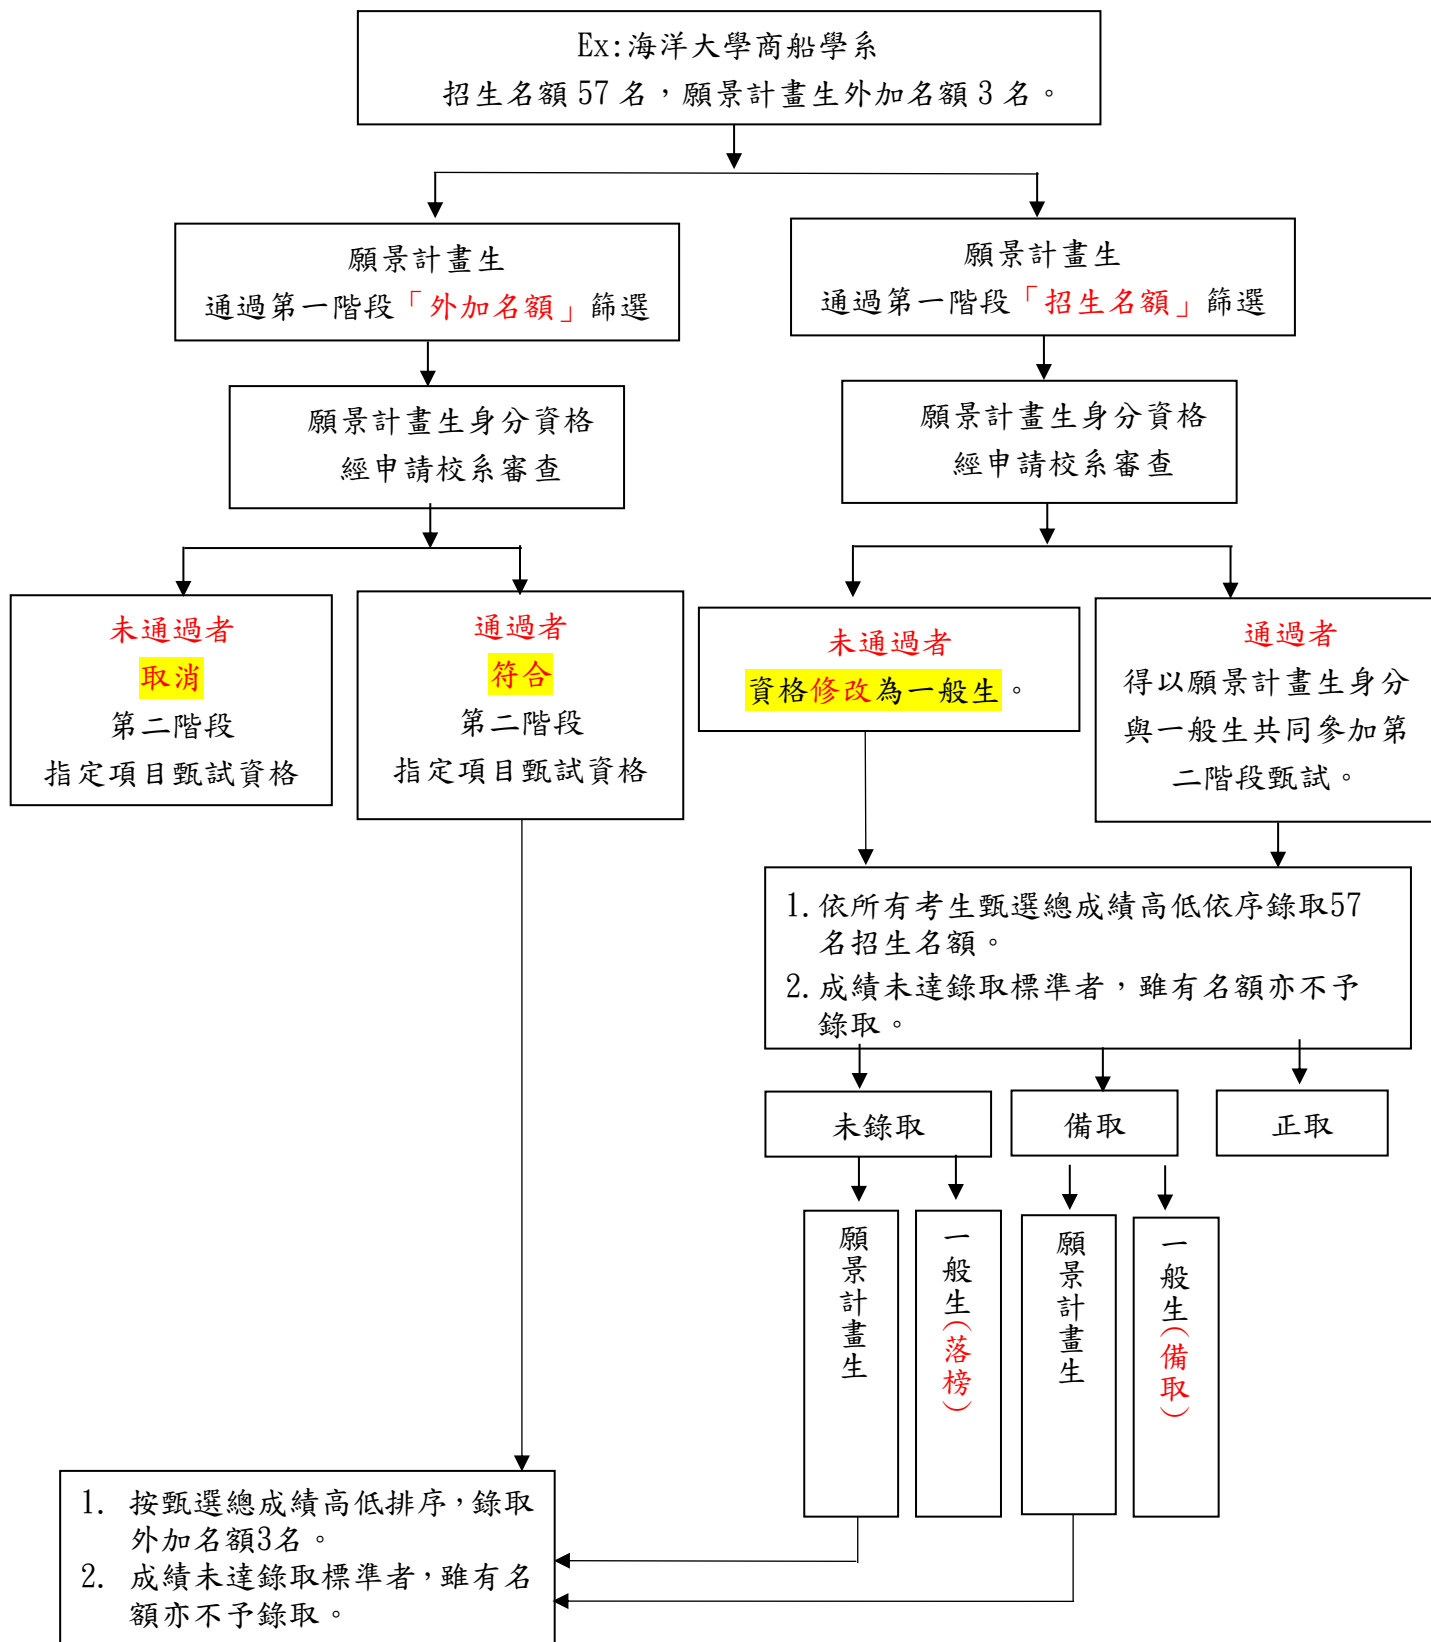 Ex:海洋大學商船學系
招生名額 57 名，願景計畫生外加名額 3 名。
願景計畫生
通過第一階段「外加名額」篩選
願景計畫生
通過第一階段「招生名額」篩選
願景計畫生身分資格
經申請校系審查
願景計畫生身分資格
經申請校系審查
未通過者
取消
第二階段
指定項目甄試資格
通過者
符合
第二階段
指定項目甄試資格
未通過者
資格修改為一般生。
通過者
得以願景計畫生身分
與一般生共同參加第
二階段甄試。
1.依所有考生甄選總成績高低依序錄取57
名招生名額。
2.成績未達錄取標準者，雖有名額亦不予
錄取。
未錄取
備取
正取
願景計畫生
一般生(落榜)
願景計畫生
一般生(備取)
1. 按甄選總成績高低排序，錄取
外加名額3名。
2. 成績未達錄取標準者，雖有名
額亦不予錄取。